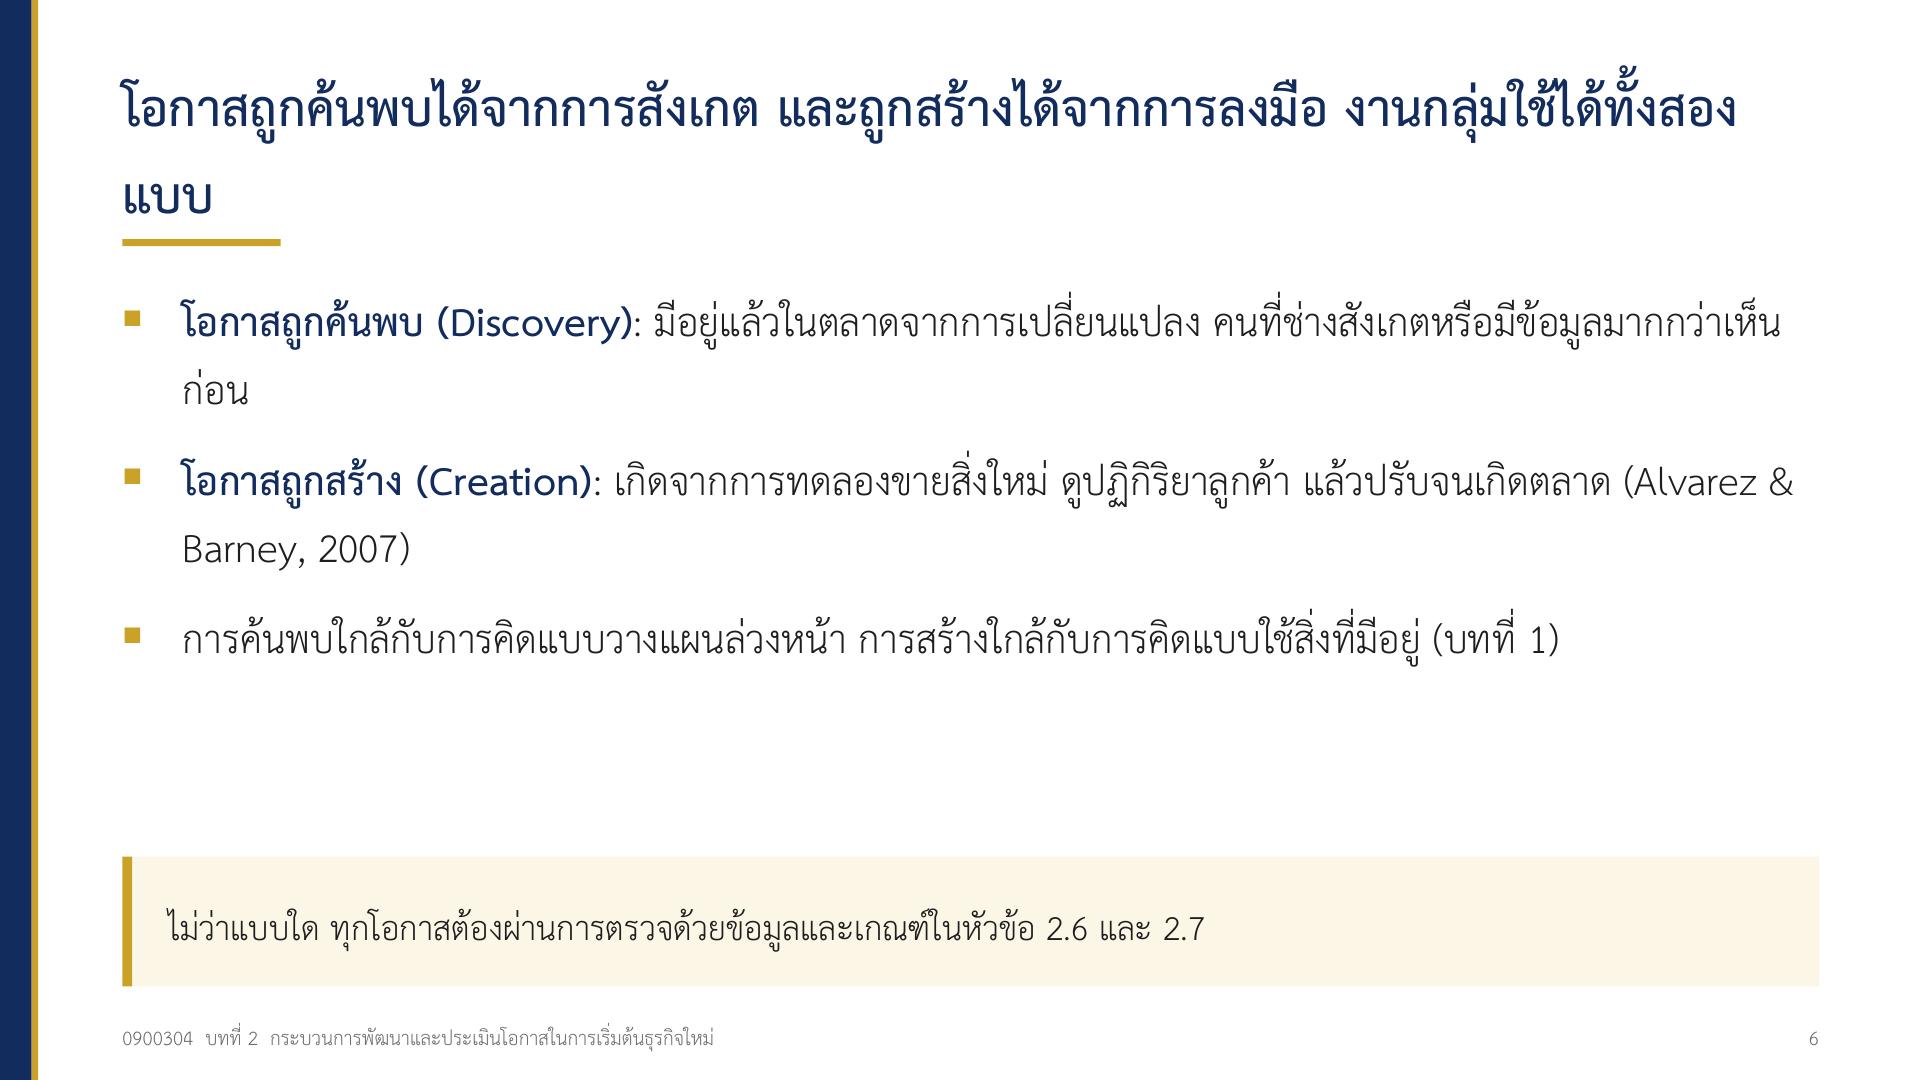 โอกาสถูกค้นพบได้จากการสังเกต และถูกสร้างได้จากการลงมือ งานกลุ่มใช้ได้ทั้งสอง
แบบ
โอกาสถูกค้นพบ (Discovery): มีอยู่แล้วในตลาดจากการเปลี่ยนแปลง คนที่ช่างสังเกตหรือมีข้อมูลมากกว่าเห็น
ก่อน
โอกาสถูกสร้าง (Creation): เกิดจากการทดลองขายสิ่งใหม่ ดูปฏิกิริยาลูกค้า แล้วปรับจนเกิดตลาด (Alvarez &
Barney, 2007)
การค้นพบใกล้กับการคิดแบบวางแผนล่วงหน้า การสร้างใกล้กับการคิดแบบใช้สิ่งที่มีอยู่ (บทที่ 1)
ไม่ว่าแบบใด ทุกโอกาสต้องผ่านการตรวจด้วยข้อมูลและเกณฑ์ในหัวข้อ 2.6 และ 2.7
0900304 บทที่ 2 กระบวนการพัฒนาและประเมินโอกาสในการเริ่มต้นธุรกิจใหม่
6